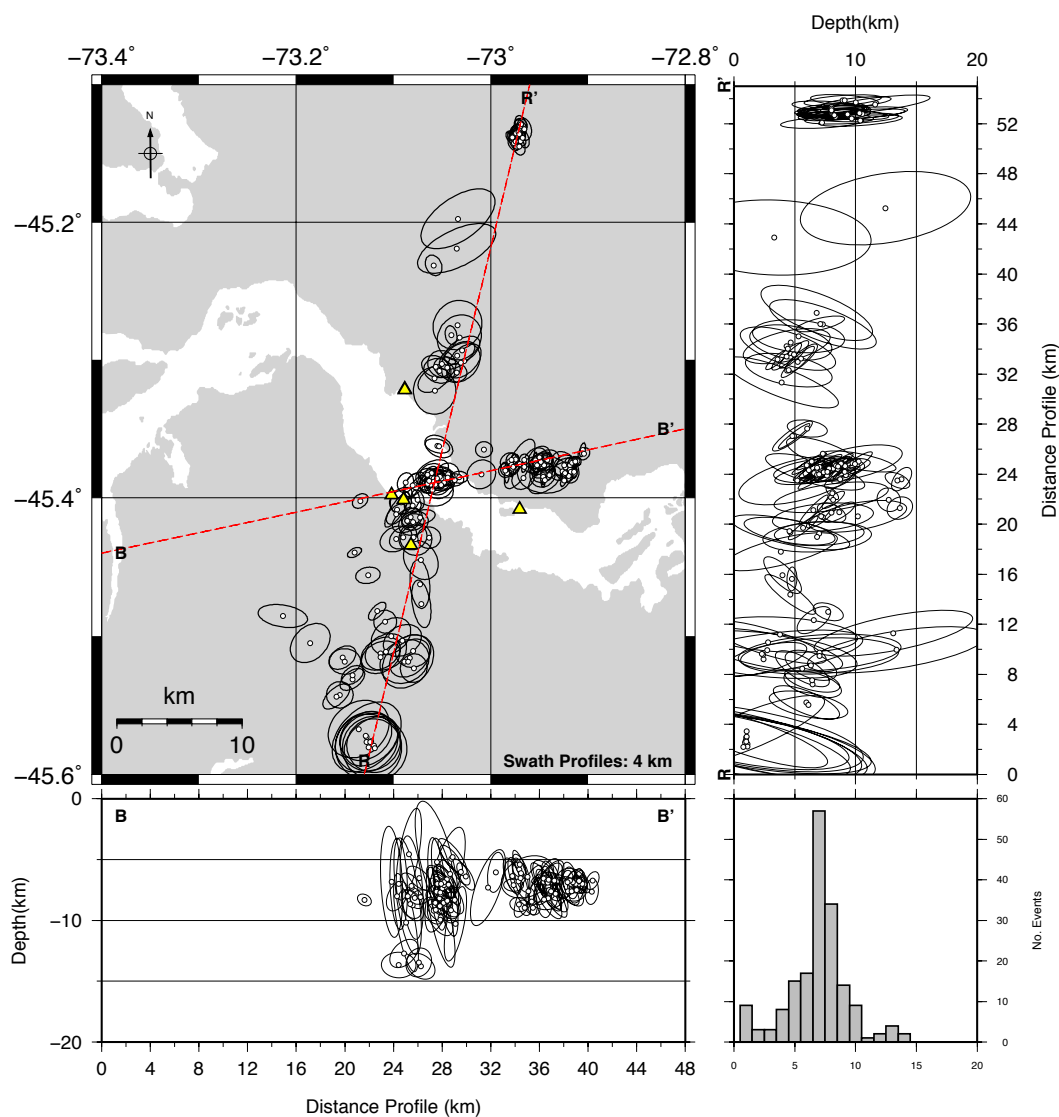 Depth(km)
−73.4˚ −73.2˚ −73˚ −72.8˚ 0 10 20
R' R'
N
52
48
−45.2˚
44
40
36
32
28
B'
24
−45.4˚
20
B
16
12
km
8
4
0 10
R Swath Profiles: 4 km R
−45.6˚ 0
Distance Profile (km)
0 60
B B'
50
−5
40
−10
30
20
−15
10
−20 0
Depth(km)
No. Events
0 4 8 12 16 20 24 28 32 36 40 44 48 0 5 10 15 20
Distance Profile (km)